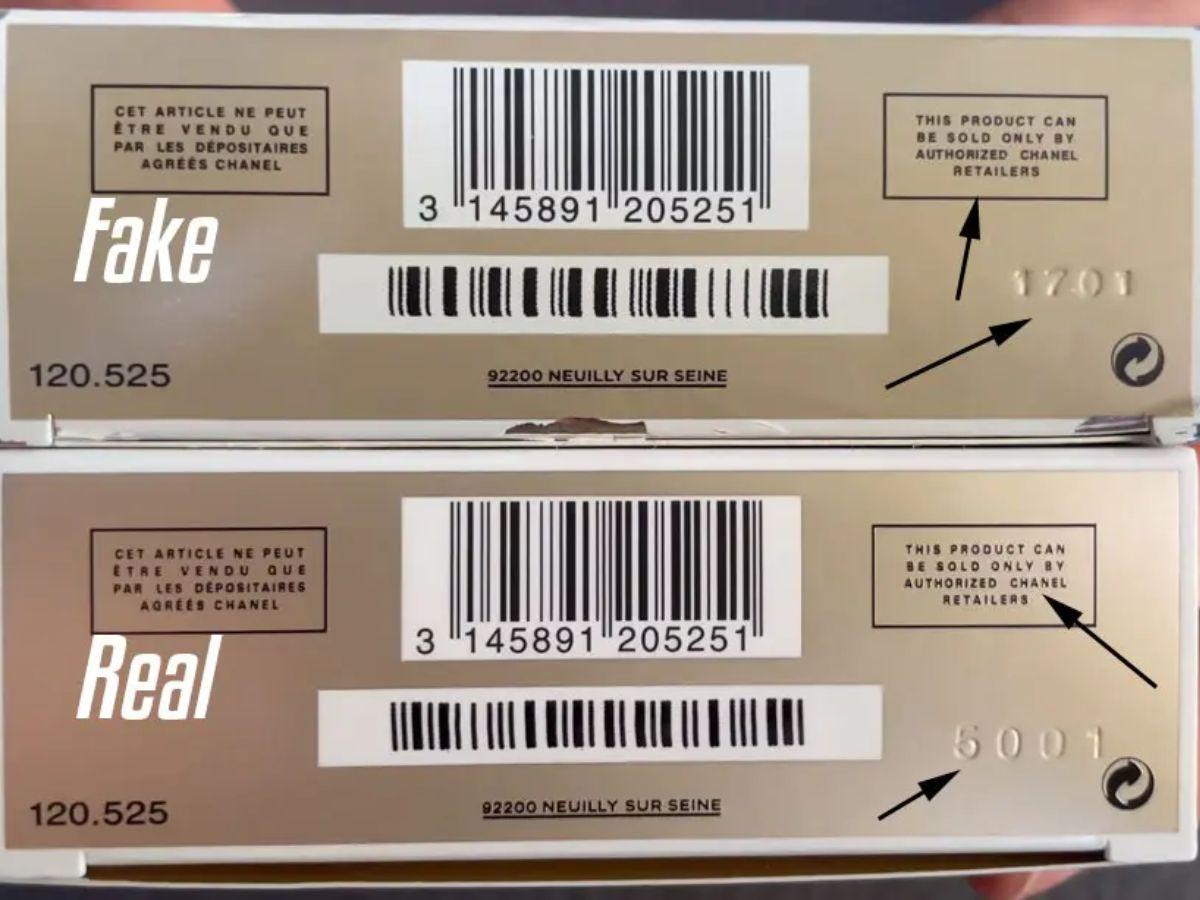 CET ARTICLE NE PEUT
ÊTRE VENDU QUE
PAR LES DÉPOSITAIRES
AGRÉÉS CHANEL
3 145891 205251
THIS PRODUCT CAN
BE SOLD ONLY BY
AUTHORIZED CHANEL
RETAILERS
Fake
1701
120.525
92200 NEUILLY SUR SEINE
CET ARTICLE NE PEUT
ÊTRE VENDU QUE
PAR LES DÉPOSITAIRES
AGRÉÉS CHANEL
3 145891 205251
THIS PRODUCT CAN
BE SOLD ONLY BY
AUTHORIZED CHANEL
RETAILERS
Real
5001
120.525
92200 NEUILLY SUR SEINE